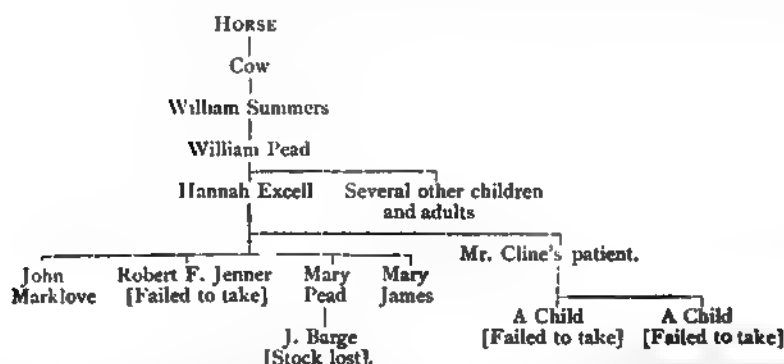 HORSE
Cow
William Summers
William Pead
Hannah Excell
Several other children
and adults
Mr. Cline's patient.
John
Marklove
Robert F. Jenner
[Failed to take]
Mary
Pead
Mary
James
A Child
[Failed to take]
A Child
[Failed to take]
J. Barge
[Stock lost].